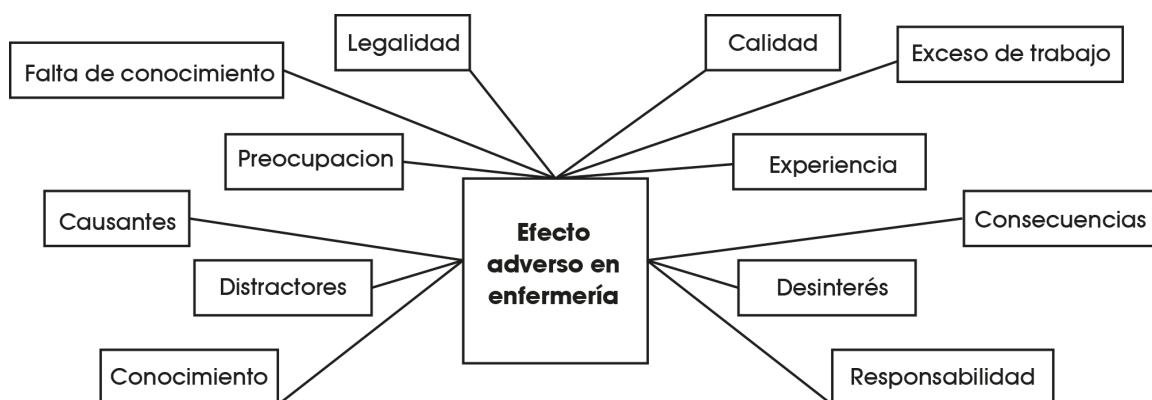 Legalidad
Calidad
Falta de conocimiento
Exceso de trabajo
Preocupacion
Experiencia
Causantes
Efecto
adverso en
enfermería
Consecuencias
Distractores
Desinterés
Conocimiento
Responsabilidad